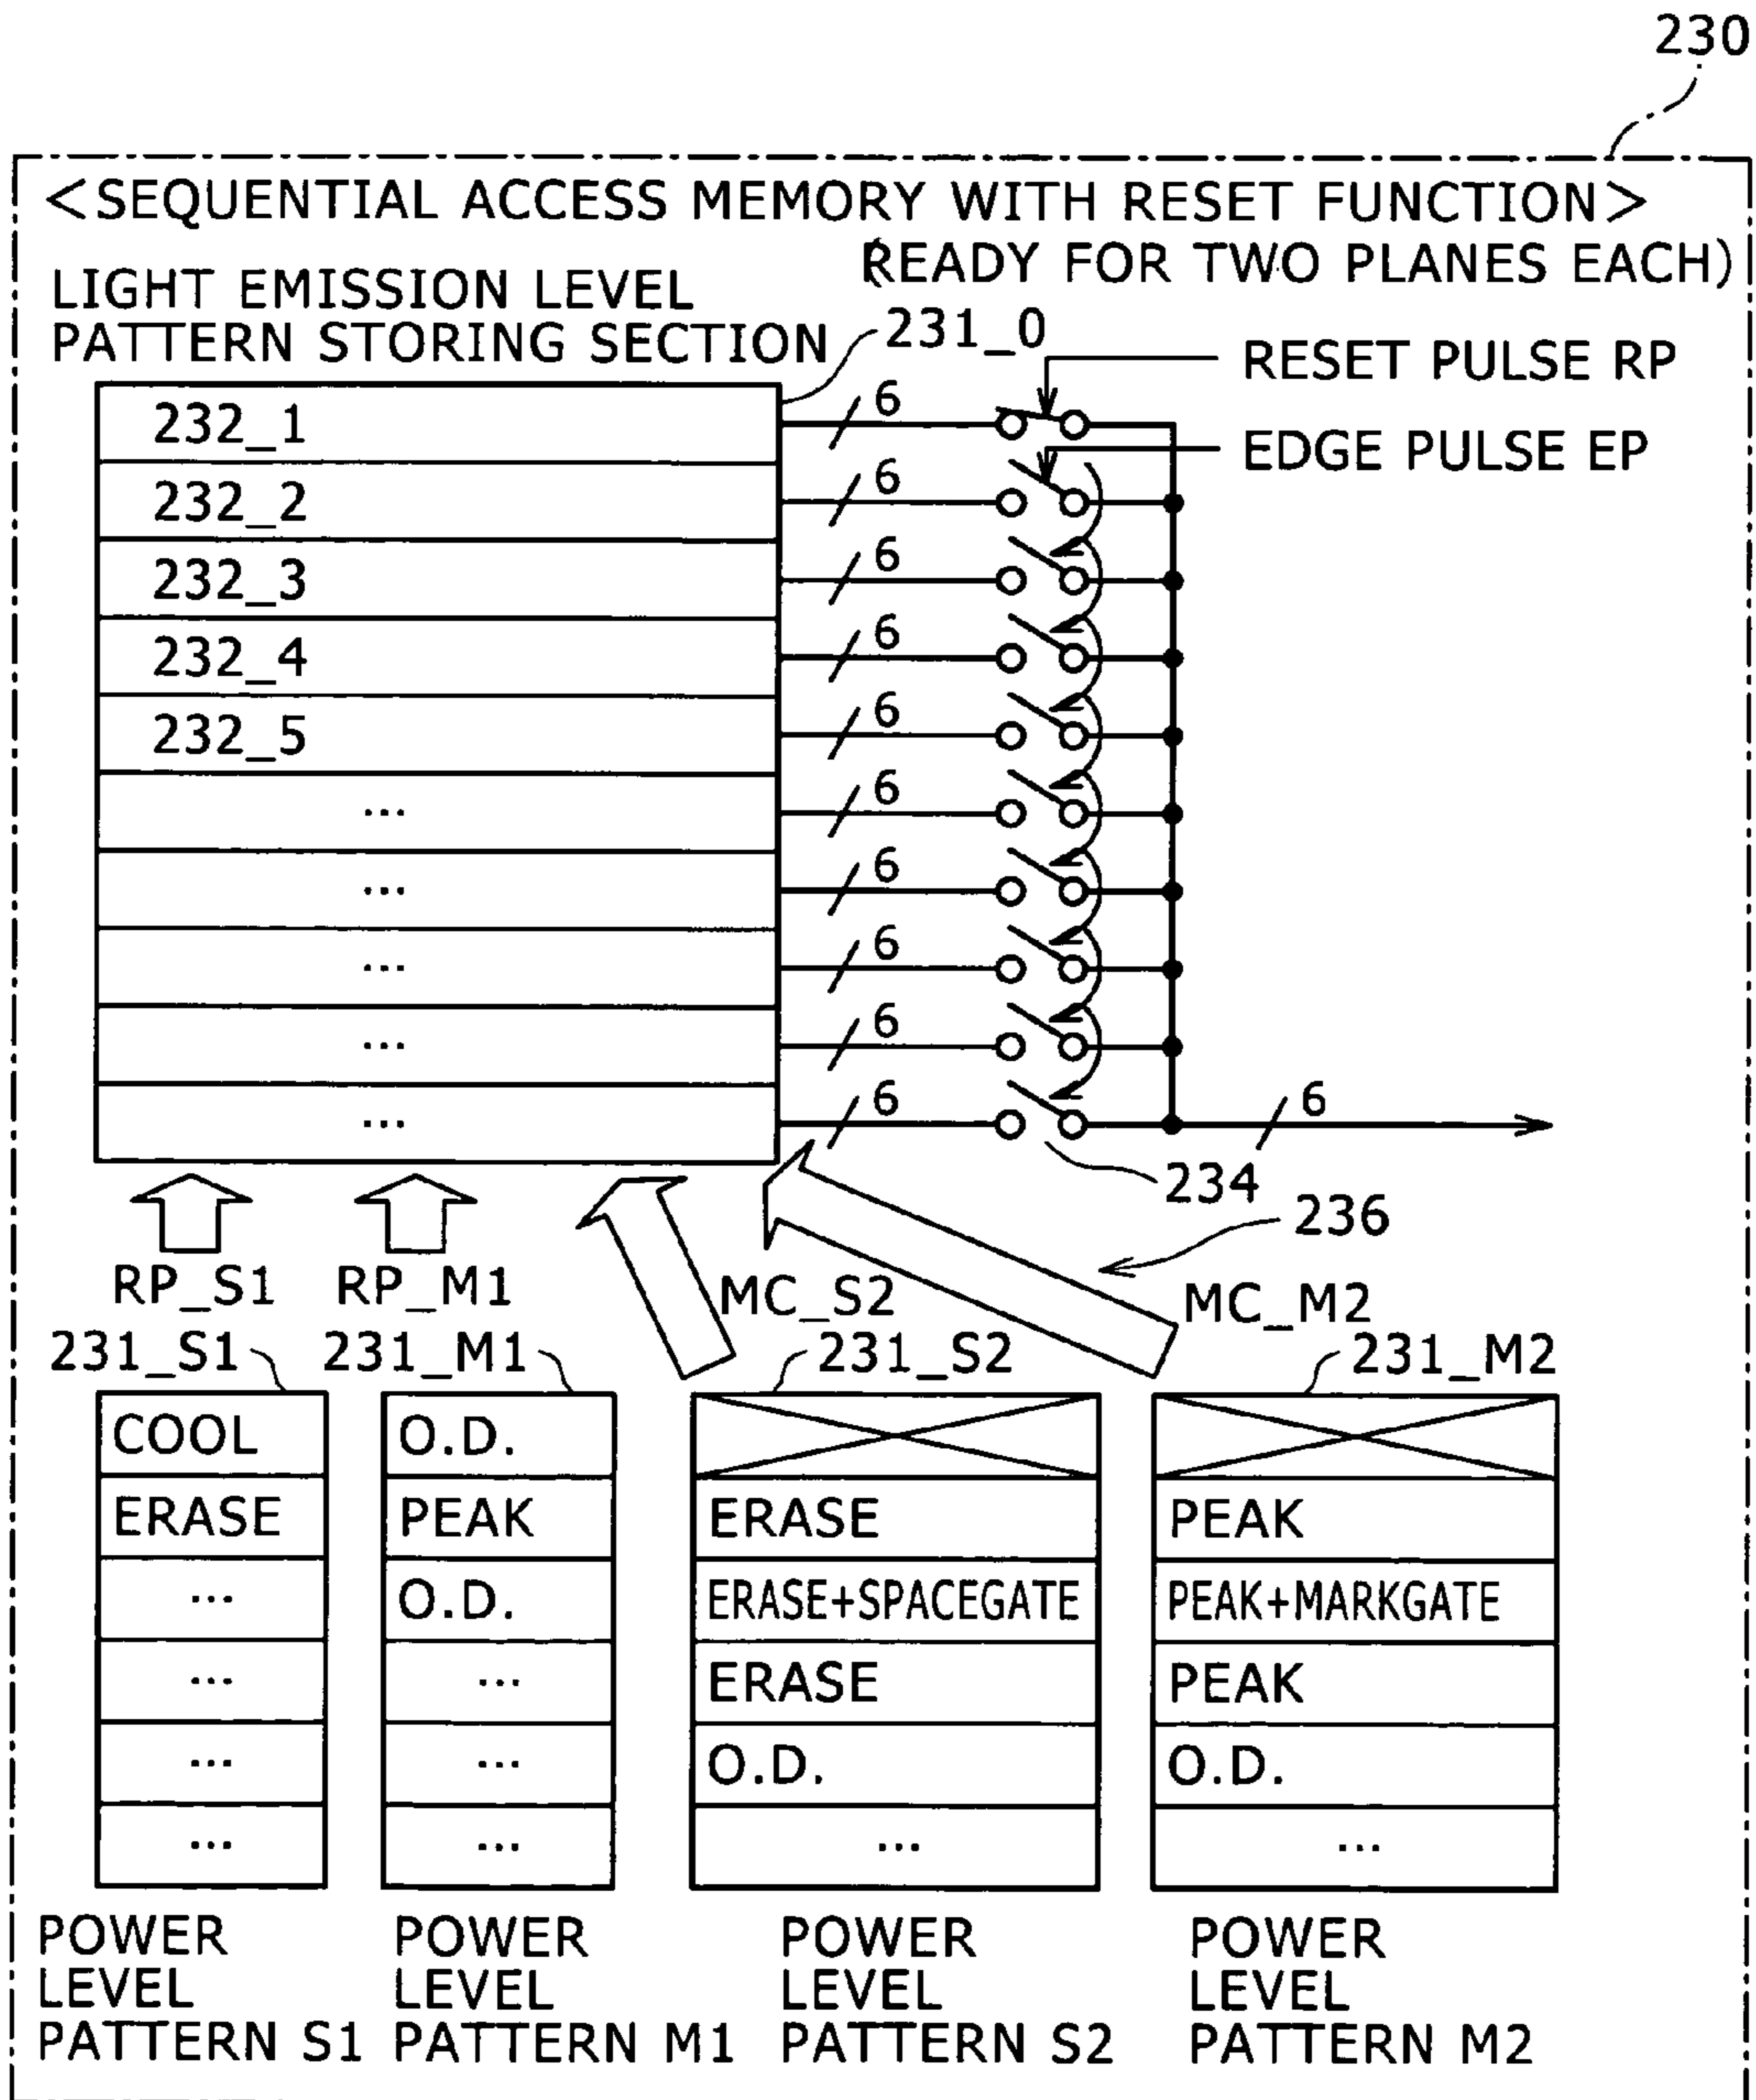 230
<SEQUENTIAL ACCESS MEMORY WITH RESET FUNCTION>
(READY FOR TWO PLANES EACH)
LIGHT EMISSION LEVEL
PATTERN STORING SECTION
231_0
RESET PULSE RP
EDGE PULSE EP
232_1
6
232_2
6
232_3
6
232_4
6
232_5
6
...
6
...
6
...
6
...
6
...
6
6
234
236
RP_S1
RP_M1
MC_S2
MC_M2
231_S1
231_M1
231_S2
231_M2
COOL
O.D.
ERASE
PEAK
ERASE
PEAK
...
O.D.
ERASE+SPACEGATE
PEAK+MARKGATE
...
...
ERASE
PEAK
...
...
O.D.
O.D.
...
...
...
...
POWER
LEVEL
PATTERN S1
POWER
LEVEL
PATTERN M1
POWER
LEVEL
PATTERN S2
POWER
LEVEL
PATTERN M2